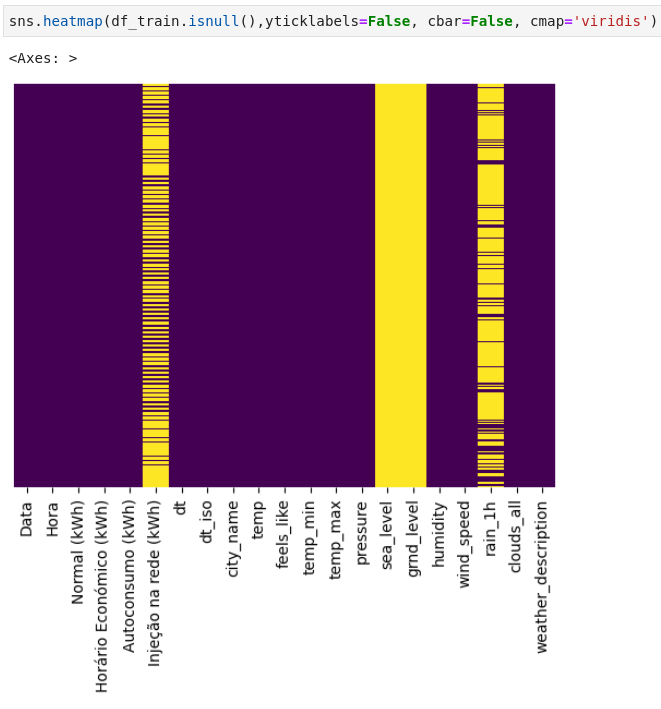 sns.heatmap(df_train.isnull(),yticklabels=False, cbar=False, cmap='viridis')
<Axes: >
Data
Hora
Normal (kWh)
Horário Económico (kWh)
Autoconsumo (kWh)
Injeção na rede (kWh)
dt
dt_iso
city_name
temp
feels_like
temp_min
temp_max
pressure
sea_level
grnd_level
humidity
wind_speed
rain_1h
clouds_all
weather_description